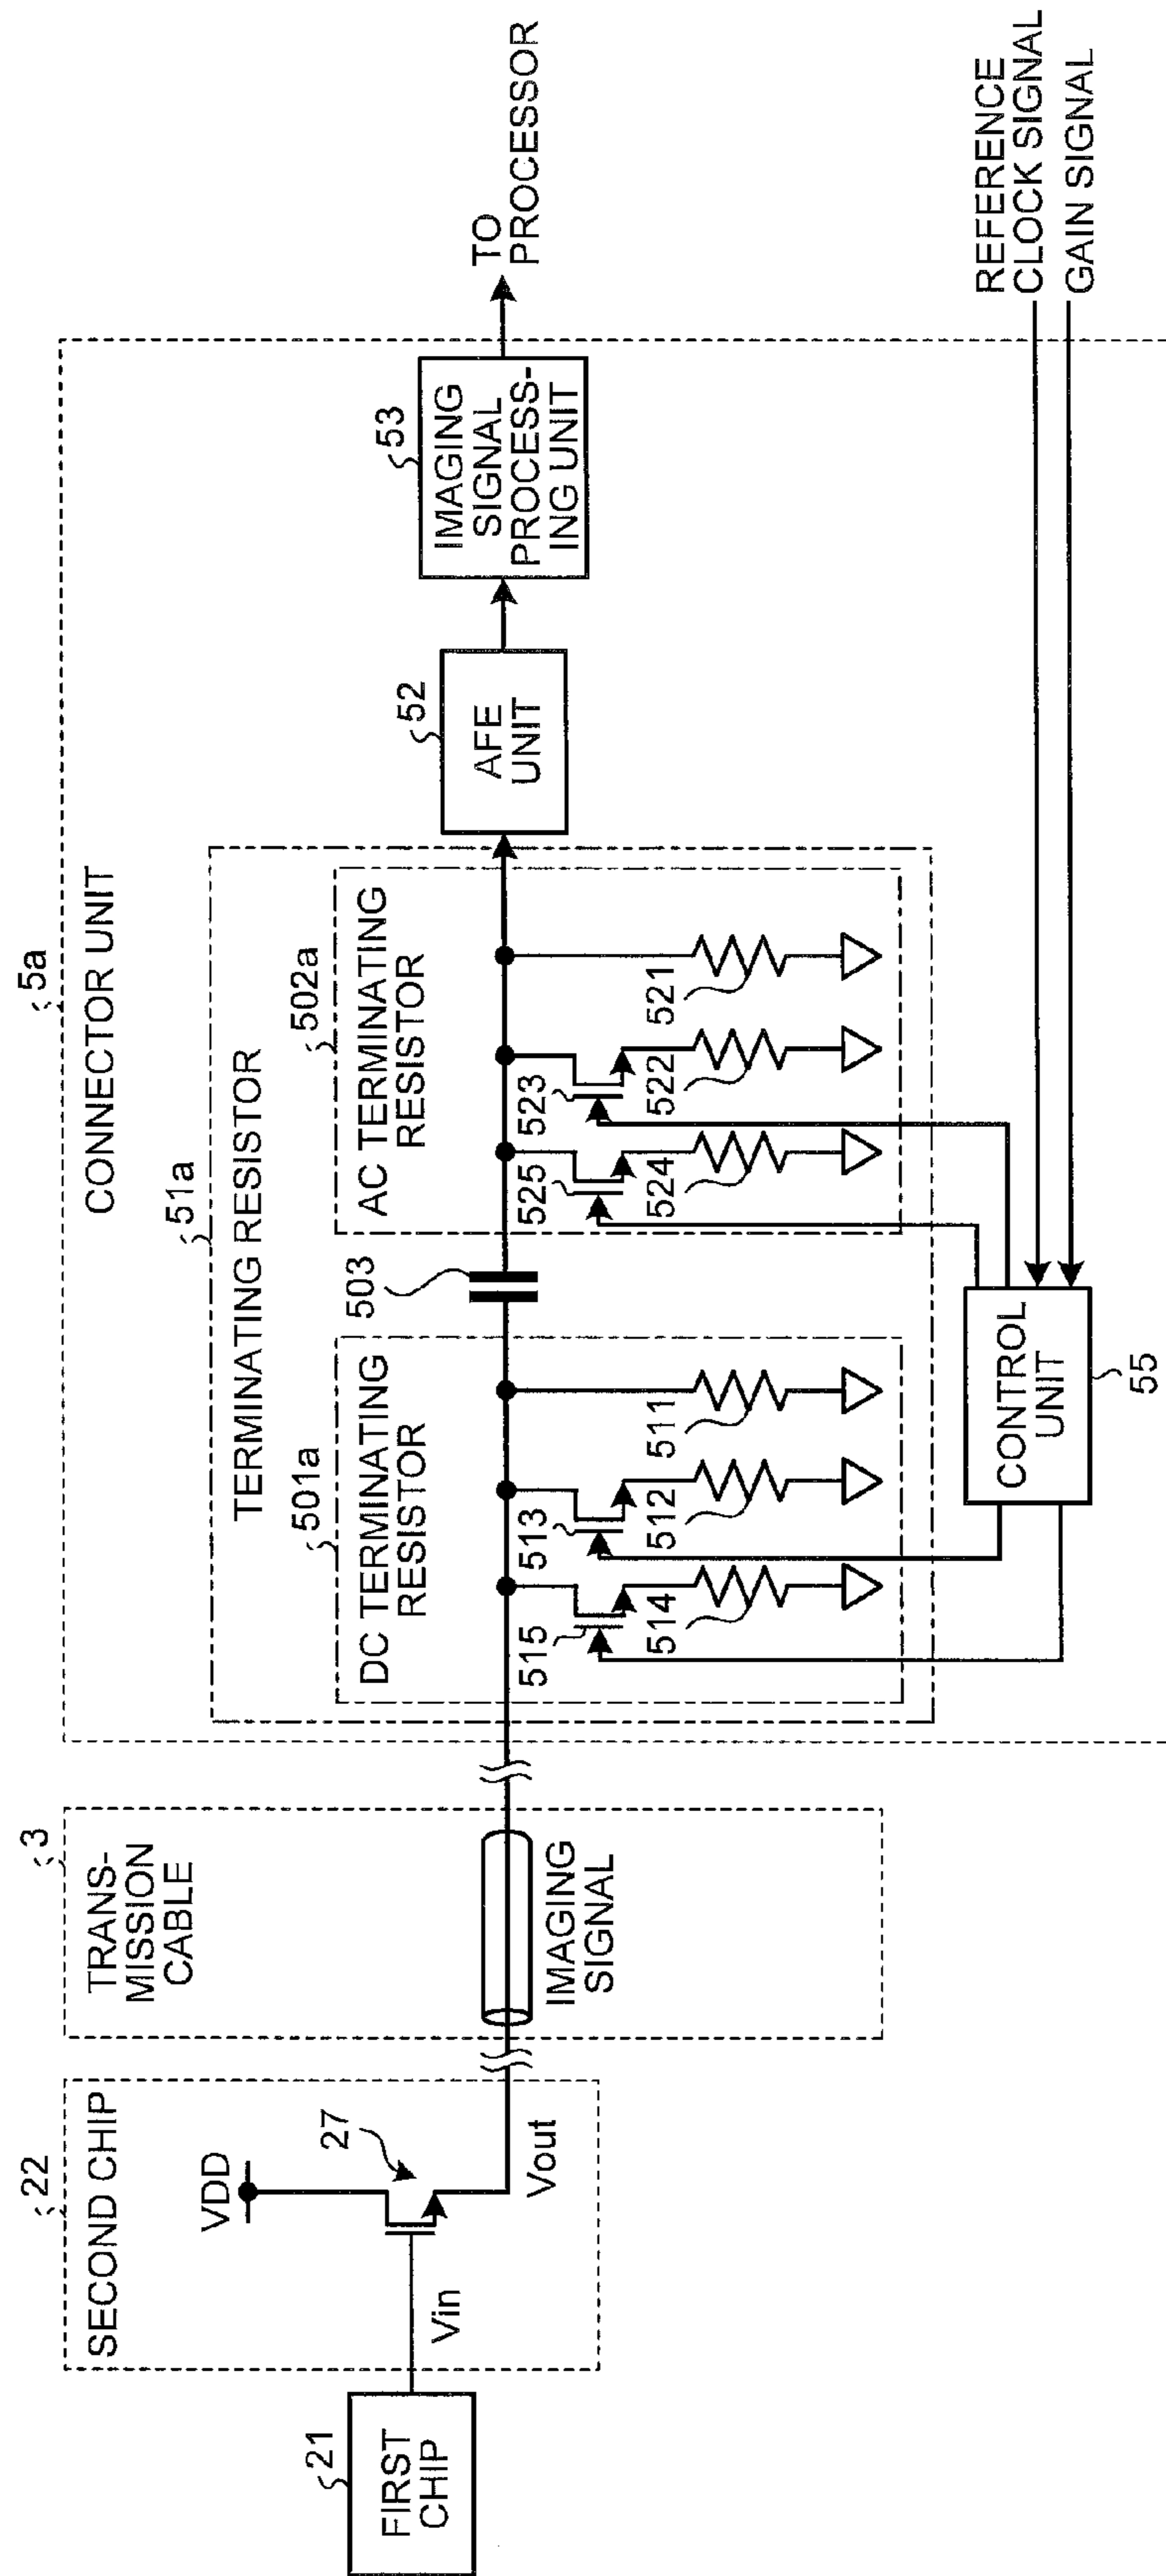 5a
CONNECTOR UNIT
51a
TERMINATING RESISTOR
22
SECOND CHIP
VDD
27
Vin
Vout
21
FIRST
CHIP
3
TRANS-
MISSION
CABLE
IMAGING
SIGNAL
501a
DC TERMINATING
RESISTOR
515
513
514
512
511
503
502a
AC TERMINATING
RESISTOR
525
523
524
522
521
52
AFE
UNIT
53
IMAGING
SIGNAL
PROCESS-
ING UNIT
TO
PROCESSOR
CONTROL
UNIT
55
REFERENCE
CLOCK SIGNAL
GAIN SIGNAL